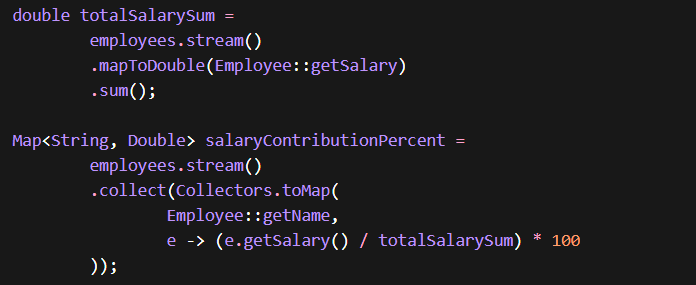 double totalSalarySum =
employees.stream()
.mapToDouble(Employee::getSalary)
.sum();
Map<String, Double> salaryContributionPercent =
employees.stream()
.collect(Collectors.toMap(
Employee::getName,
e -> (e.getSalary() / totalSalarySum) * 100
));